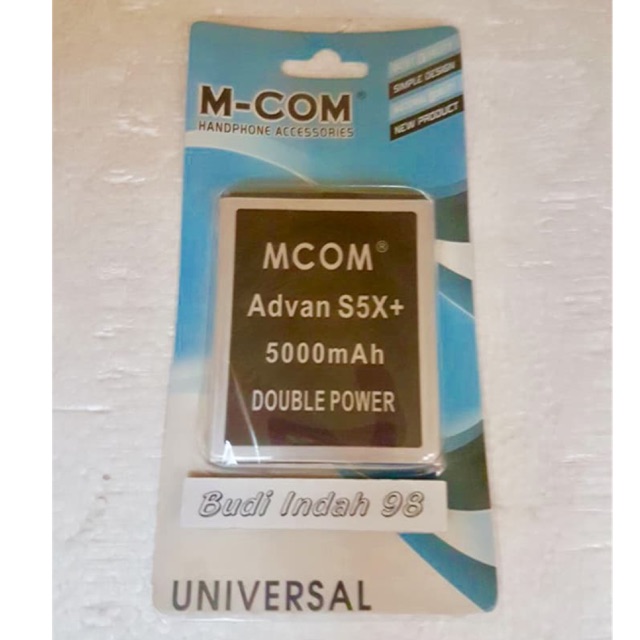 M-COM®
HANDPHONE ACCESSORIES
SIMPLE DESIGN
NEW PRODUCT
MCOM®
Advan S5X+
5000mAh
DOUBLE POWER
Budi Indah 98
UNIVERSAL